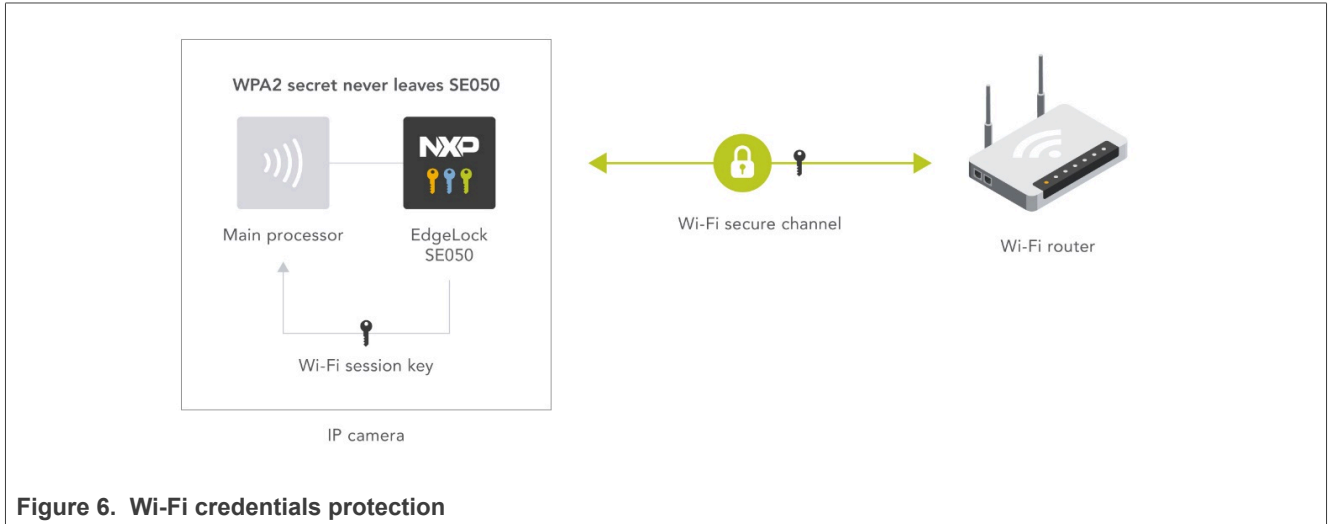 WPA2 secret never leaves SE050
NXP
Main processor
EdgeLock
SE050
Wi-Fi session key
IP camera
Wi-Fi secure channel
Wi-Fi router
Figure 6. Wi-Fi credentials protection